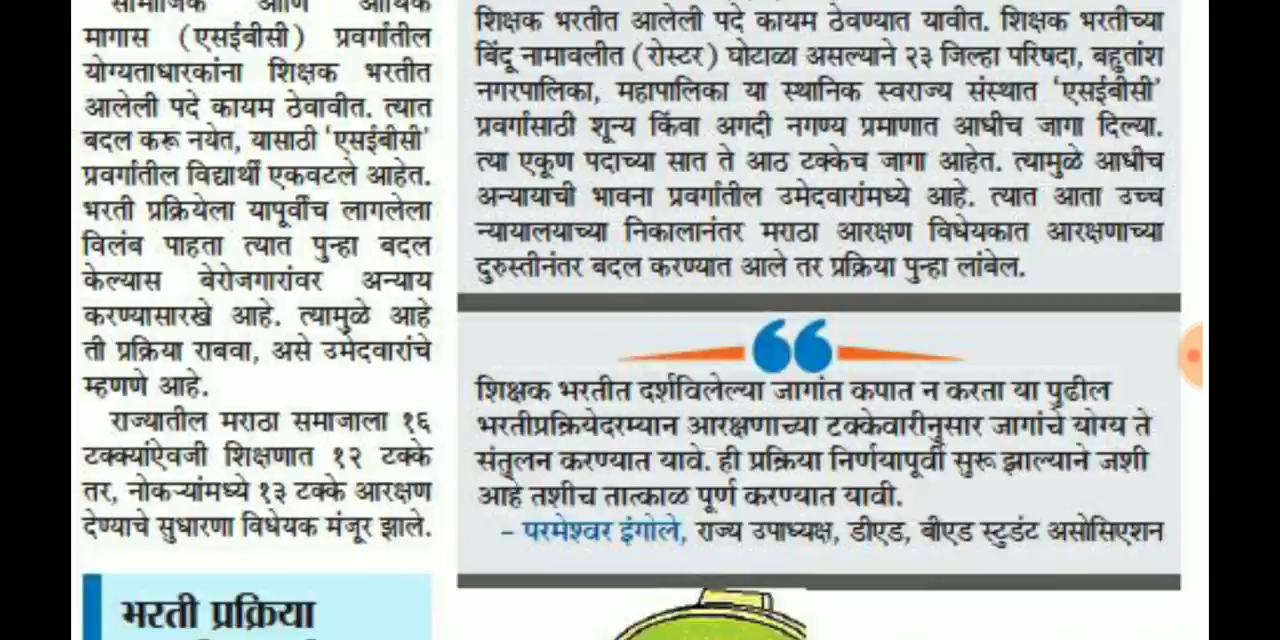 सामाजिक आणि आर्थिक
मागास (एसईबीसी) प्रवर्गातील
योग्यताधारकांना शिक्षक भरतीत
आलेली पदे कायम ठेवावीत. त्यात
बदल करू नयेत, यासाठी ‘एसईबीसी’
प्रवर्गातील विद्यार्थी एकवटले आहेत.
भरती प्रक्रियेला यापूर्वीच लागलेला
विलंब पाहता त्यात पुन्हा बदल
केल्यास बेरोजगारांवर अन्याय
करण्यासारखे आहे. त्यामुळे आहे
ती प्रक्रिया राबवा, असे उमेदवारांचे
म्हणणे आहे.
राज्यातील मराठा समाजाला १६
टक्क्यांऐवजी शिक्षणात १२ टक्के
तर, नोकऱ्यांमध्ये १३ टक्के आरक्षण
देण्याचे सुधारणा विधेयक मंजूर झाले.
भरती प्रक्रिया
शिक्षक भरतीत आलेली पदे कायम ठेवण्यात यावीत. शिक्षक भरतीच्या
बिंदू नामावलीत (रोस्टर) घोटाळा असल्याने २३ जिल्हा परिषदा, बहुतांश
नगरपालिका, महापालिका या स्थानिक स्वराज्य संस्थात ‘एसईबीसी’
प्रवर्गासाठी शून्य किंवा अगदी नगण्य प्रमाणात आधीच जागा दिल्या.
त्या एकूण पदाच्या सात ते आठ टक्केच जागा आहेत. त्यामुळे आधीच
अन्यायाची भावना प्रवर्गातील उमेदवारांमध्ये आहे. त्यात आता उच्च
न्यायालयाच्या निकालानंतर मराठा आरक्षण विधेयकात आरक्षणाच्या
दुरुस्तीनंतर बदल करण्यात आले तर प्रक्रिया पुन्हा लांबेल.
शिक्षक भरतीत दर्शविलेल्या जागांत कपात न करता या पुढील
भरतीप्रक्रियेदरम्यान आरक्षणाच्या टक्केवारीनुसार जागांचे योग्य ते
संतुलन करण्यात यावे. ही प्रक्रिया निर्णयापूर्वी सुरू झाल्याने जशी
आहे तशीच तात्काळ पूर्ण करण्यात यावी.
– परमेश्वर इंगोले, राज्य उपाध्यक्ष, डीएड, बीएड स्टुडंट असोसिएशन